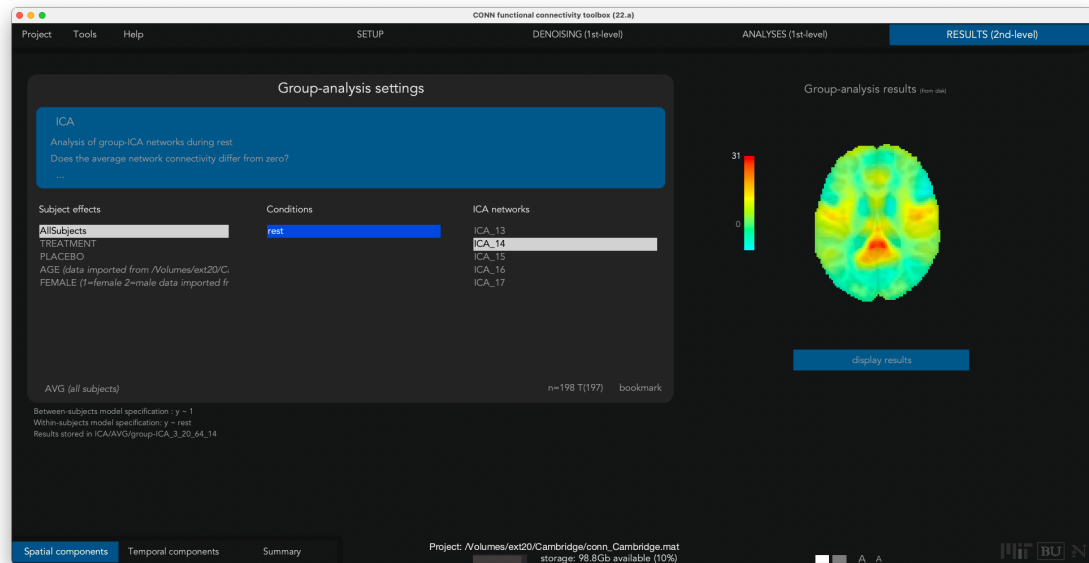 CONN functional connectivity toolbox (22.a)
Project Tools Help SETUP DENOISING (1st-level) ANALYSES (1st-level) RESULTS (2nd-level)
Group-analysis settings
ICA
Analysis of group-ICA networks during rest
Does the average network connectivity differ from zero?
...
Subject effects
AllSubjects
TREATMENT
PLACEBO
AGE (data imported from /Volumes/ext20/Ca
FEMALE (1=female 2=male data imported fr
Conditions
rest
ICA networks
ICA_13
ICA_14
ICA_15
ICA_16
ICA_17
AVG (all subjects)
n=198 T(197) bookmark
Between-subjects model specification : y ~ 1
Within-subjects model specification: y ~ rest
Results stored in ICA/AVG/group-ICA_3_20_64_14
Group-analysis results (from disk)
31
0
display results
Spatial components Temporal components Summary
Project: /Volumes/ext20/Cambridge/conn_Cambridge.mat
storage: 98.8Gb available (10%)
A A
BU N